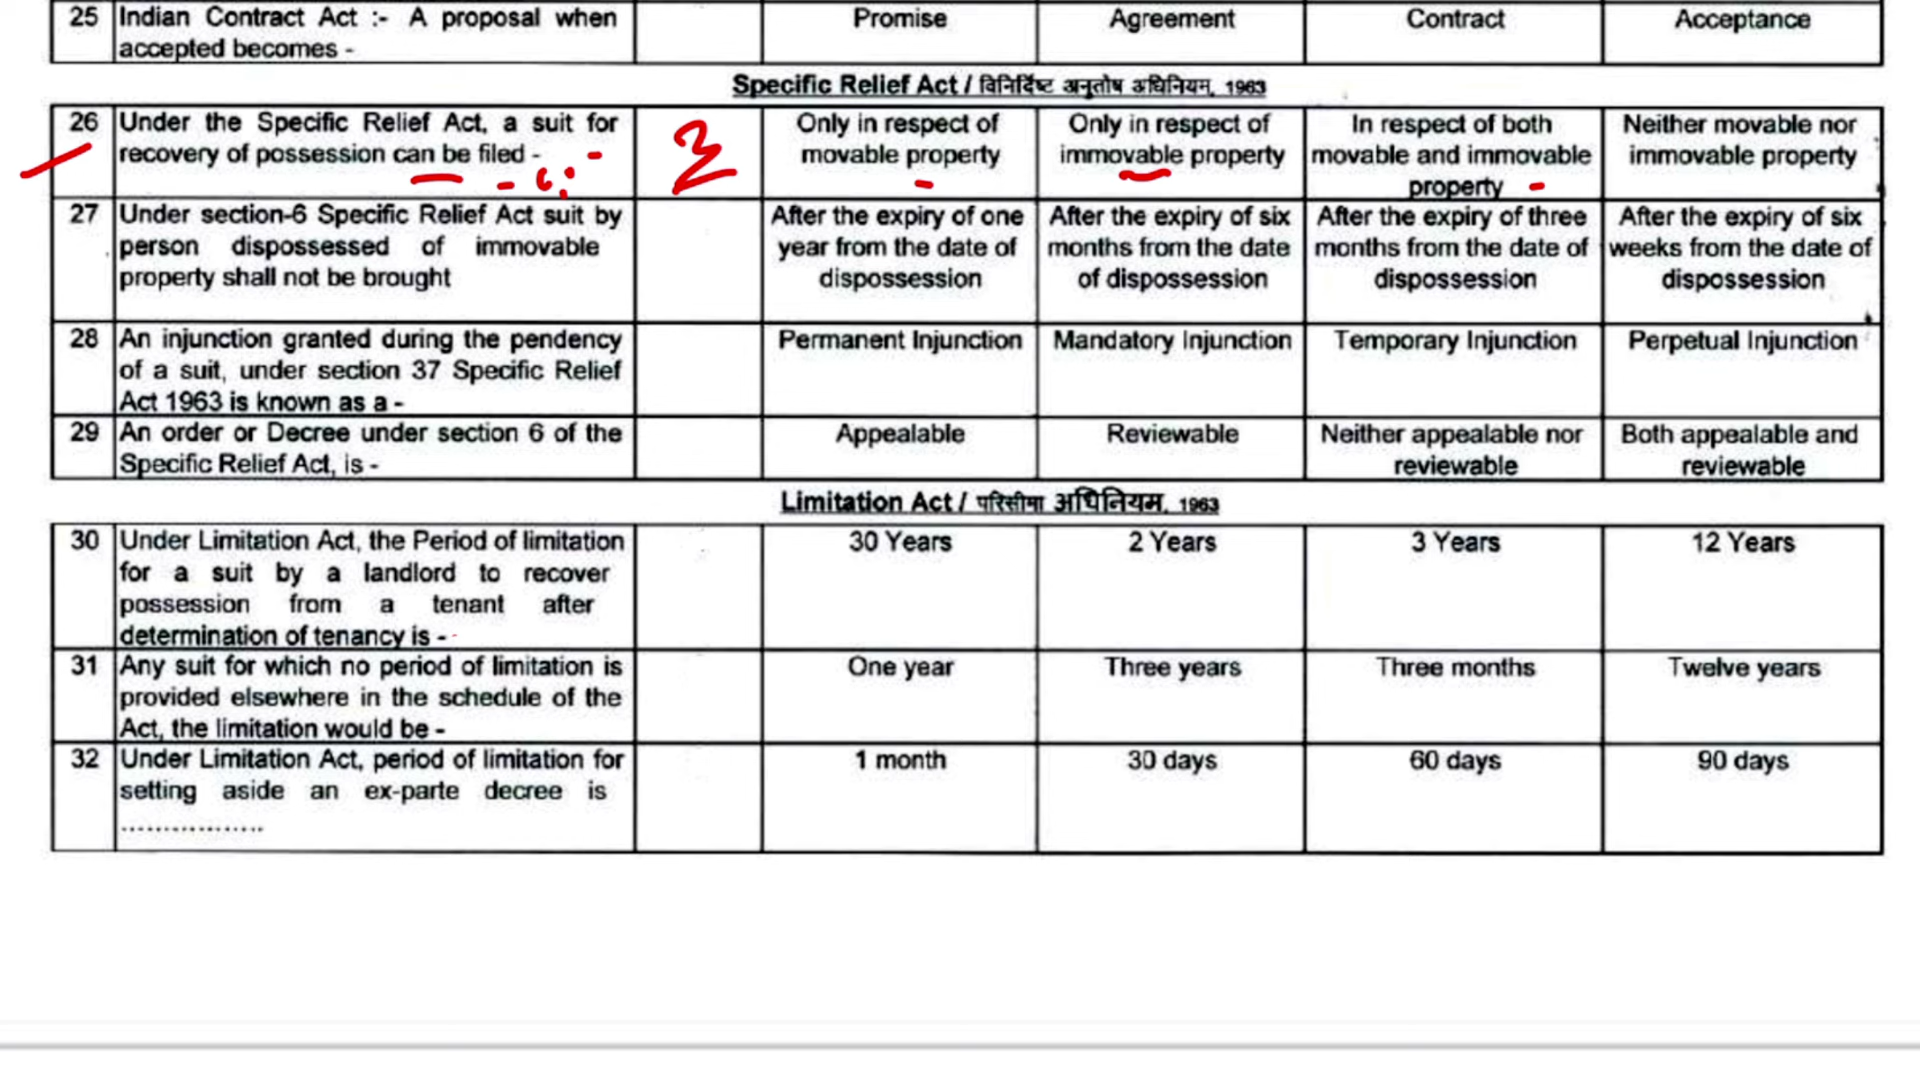 25 Indian Contract Act :- A proposal when Promise Agreement Contract Acceptance
accepted becomes -
Specific Relief Act / विनिर्दिष्ट अनुतोष अधिनियम, 1963
26 Under the Specific Relief Act, a suit for Only in respect of Only in respect of In respect of both Neither movable nor
recovery of possession can be filed - 3 movable property immovable property movable and immovable immovable property
property
27 Under section-6 Specific Relief Act suit by After the expiry of one After the expiry of six After the expiry of three After the expiry of six
person dispossessed of immovable year from the date of months from the date months from the date of weeks from the date of
property shall not be brought dispossession of dispossession dispossession dispossession
28 An injunction granted during the pendency Permanent Injunction Mandatory Injunction Temporary Injunction Perpetual Injunction
of a suit, under section 37 Specific Relief
Act 1963 is known as a -
29 An order or Decree under section 6 of the Appealable Reviewable Neither appealable nor Both appealable and
Specific Relief Act, is - reviewable reviewable
Limitation Act / परिसीमा अधिनियम, 1963
30 Under Limitation Act, the Period of limitation 30 Years 2 Years 3 Years 12 Years
for a suit by a landlord to recover
possession from a tenant after
determination of tenancy is -
31 Any suit for which no period of limitation is One year Three years Three months Twelve years
provided elsewhere in the schedule of the
Act, the limitation would be -
32 Under Limitation Act, period of limitation for 1 month 30 days 60 days 90 days
setting aside an ex-parte decree is
..................